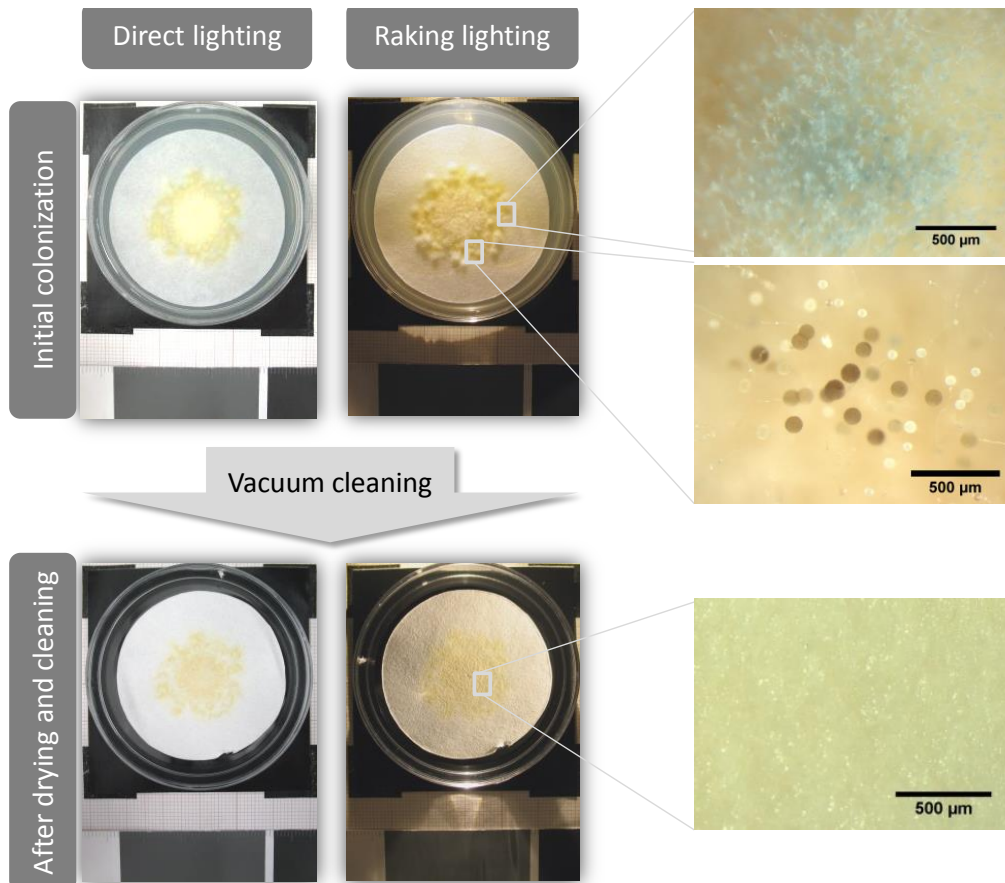 Direct lighting
Raking lighting
Initial colonization
500 µm
500 µm
Vacuum cleaning
After drying and cleaning
500 µm